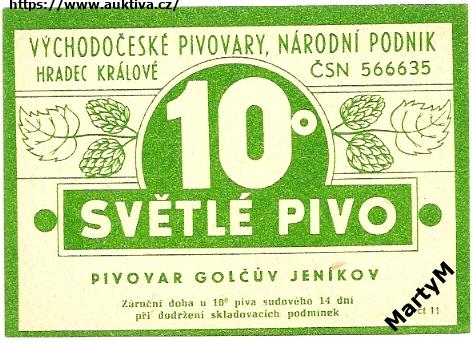 https://www.auktiva.cz/
VÝCHODOČESKÉ PIVOVARY, NÁRODNÍ PODNIK
HRADEC KRÁLOVÉ ČSN 566635
10°
SVĚTLÉ PIVO
PIVOVAR GOLČŮV JENÍKOV
Záruční doba u 10° piva sudového 14 dní
při dodržení skladovacích podmínek
11
MartyM